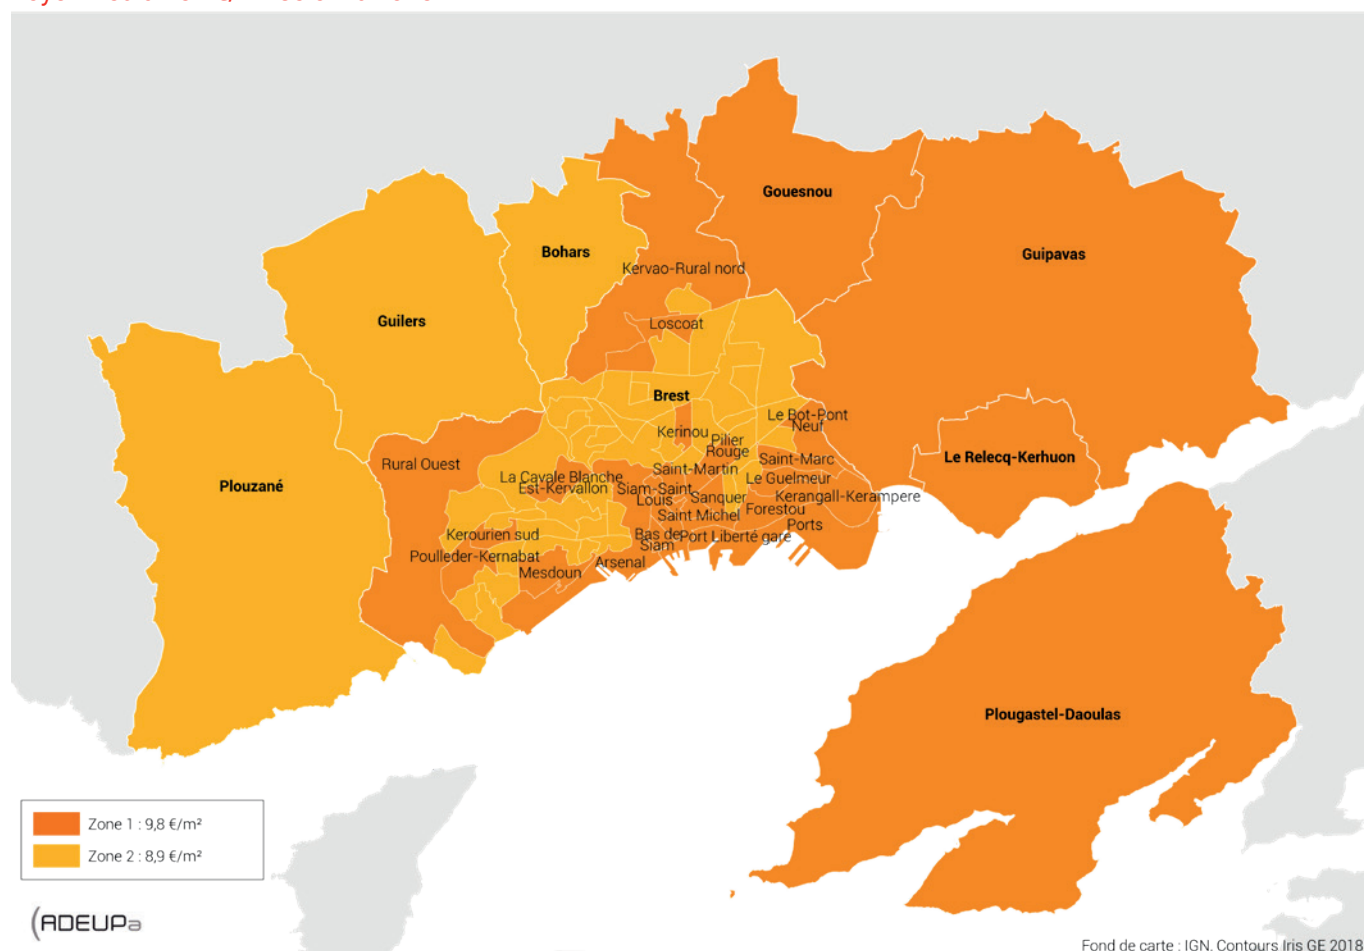 Gouesnou
Guipavas
Bohars
Kervao-Rural nord
Guilers
Loscoat
Brest
Le Bot-Pont
Neuf
Kerinou
Pilier
Rouge
Saint-Marc
Le Relecq-Kerhuon
Rural Ouest
Saint-Martin
La Cavale Blanche
Est-Kervallon
Le Guelmeur
Plouzané
Siam-Saint
Louis
Sanquer
Kerangall-Kerampere
Saint Michel
Forestou
Ports
Kerourien sud
Bas de
Siam
Port Liberté gare
Poulleder-Kernabat
Arsenal
Mesdoun
Plougastel-Daoulas
Zone 1 : 9,8 €/m²
Zone 2 : 8,9 €/m²
ADEUPa
Fond de carte : IGN, Contours Iris GE 2018